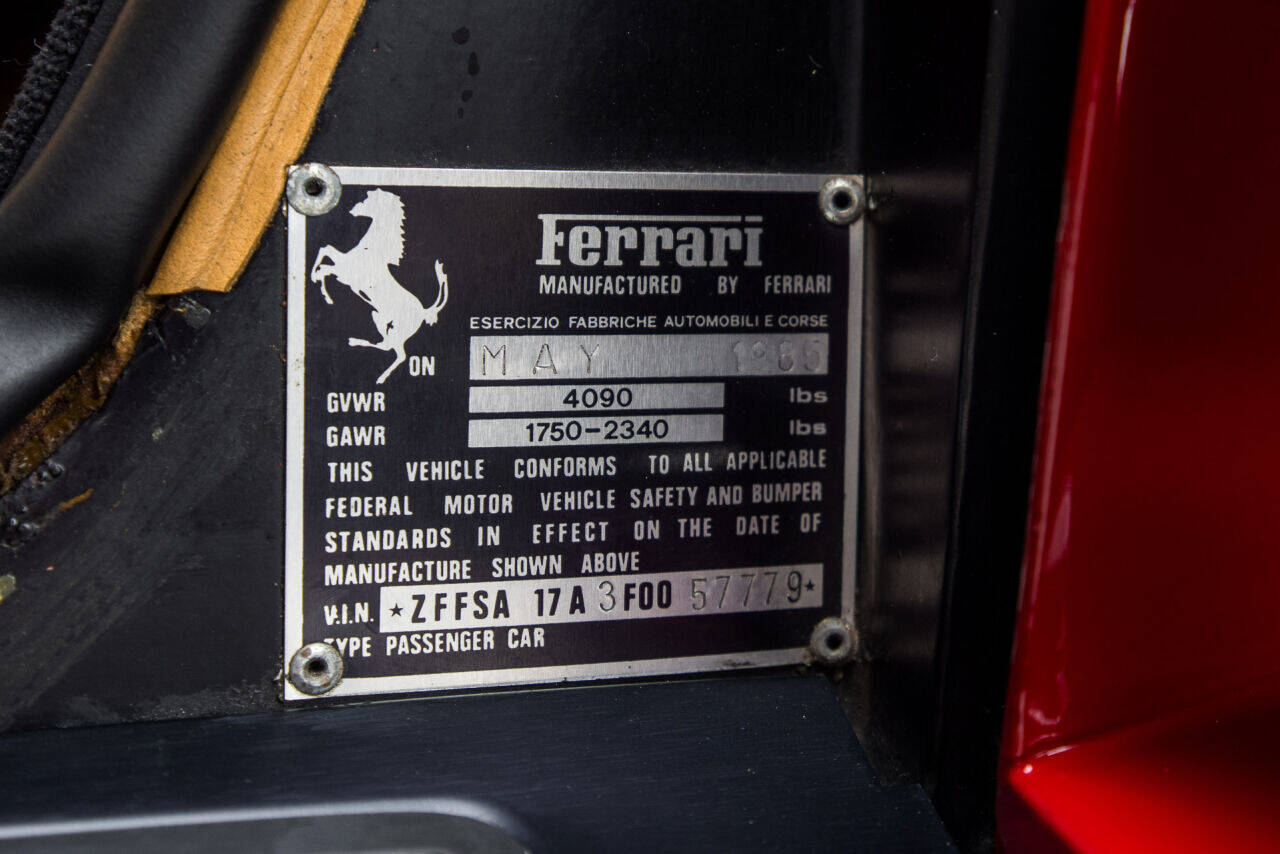 Ferrari
MANUFACTURED BY FERRARI
ESERCIZIO FABBRICHE AUTOMOBILI E CORSE
ON MAY 1985
GVWR 4090 lbs
GAWR 1750-2340 lbs
THIS VEHICLE CONFORMS TO ALL APPLICABLE
FEDERAL MOTOR VEHICLE SAFETY AND BUMPER
STANDARDS IN EFFECT ON THE DATE OF
MANUFACTURE SHOWN ABOVE
V.I.N. ★ZFFSA 17A3F00 57779★
TYPE PASSENGER CAR